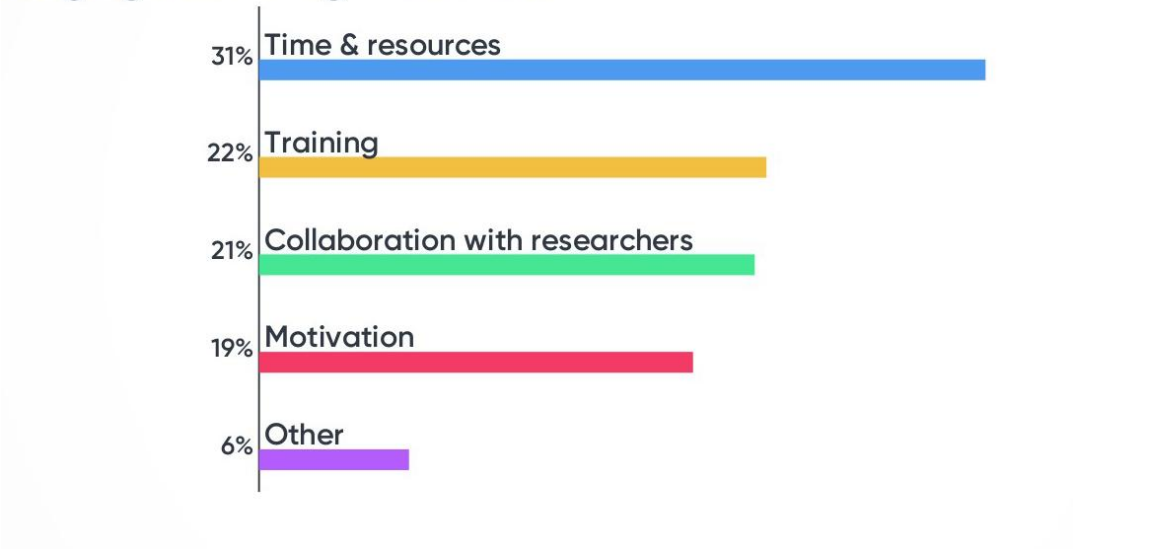 Time & resources
31%
Training
22%
Collaboration with researchers
21%
Motivation
19%
Other
6%